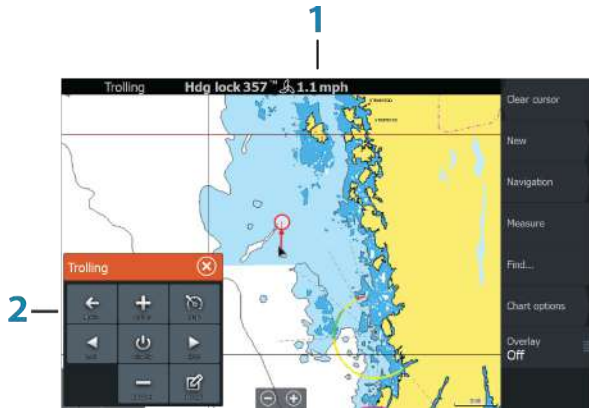 1
Trolling Hdg lock 357 °M 1.1 mph
Clear cursor
New
Navigation
Measure
Find...
Chart options
Overlay
Off
Trolling
2